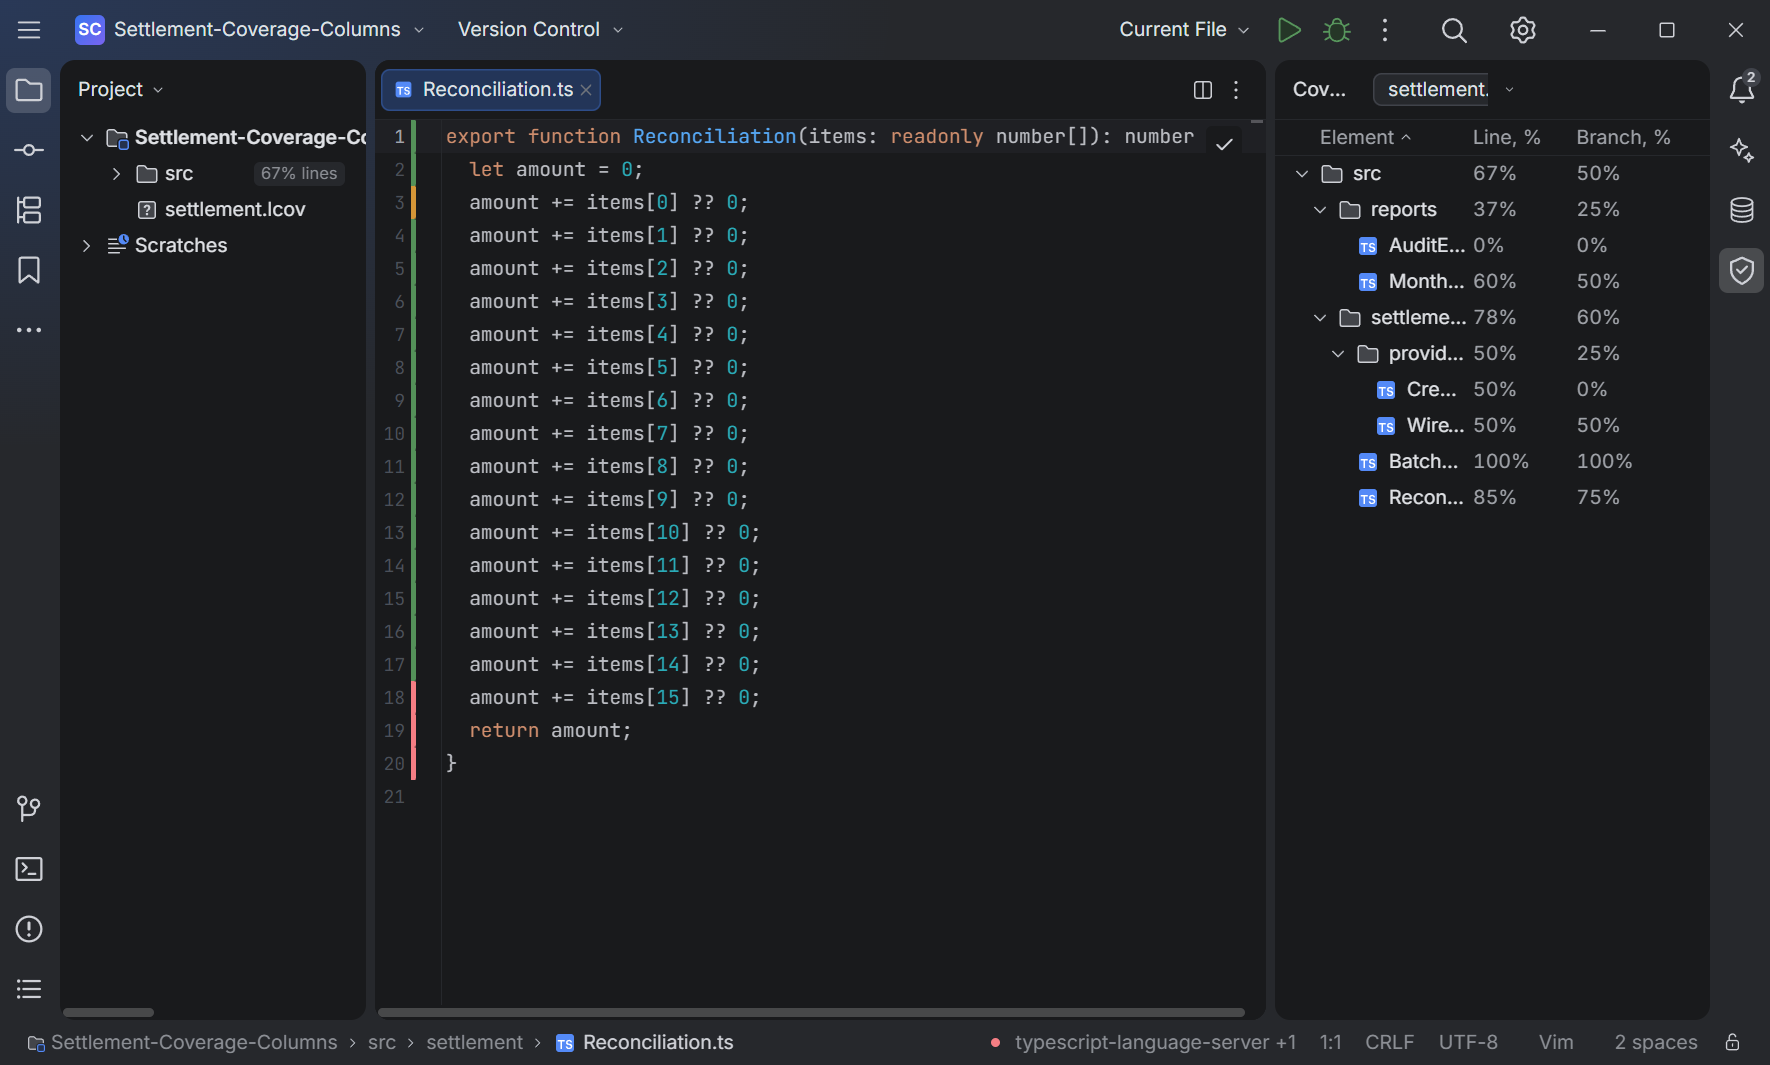 SC Settlement-Coverage-Columns Version Control Current File
Project
Settlement-Coverage-Co
src 67% lines
settlement.lcov
Scratches
TS Reconciliation.ts
1 export function Reconciliation(items: readonly number[]): number
2 let amount = 0;
3 amount += items[0] ?? 0;
4 amount += items[1] ?? 0;
5 amount += items[2] ?? 0;
6 amount += items[3] ?? 0;
7 amount += items[4] ?? 0;
8 amount += items[5] ?? 0;
9 amount += items[6] ?? 0;
10 amount += items[7] ?? 0;
11 amount += items[8] ?? 0;
12 amount += items[9] ?? 0;
13 amount += items[10] ?? 0;
14 amount += items[11] ?? 0;
15 amount += items[12] ?? 0;
16 amount += items[13] ?? 0;
17 amount += items[14] ?? 0;
18 amount += items[15] ?? 0;
19 return amount;
20 }
21
Cov... settlement.
Element Line, % Branch, %
src 67% 50%
reports 37% 25%
TS AuditE... 0% 0%
TS Month... 60% 50%
settleme... 78% 60%
provid... 50% 25%
TS Cre... 50% 0%
TS Wire... 50% 50%
TS Batch... 100% 100%
TS Recon... 85% 75%
2
Settlement-Coverage-Columns › src › settlement › TS Reconciliation.ts
typescript-language-server +1 1:1 CRLF UTF-8 Vim 2 spaces